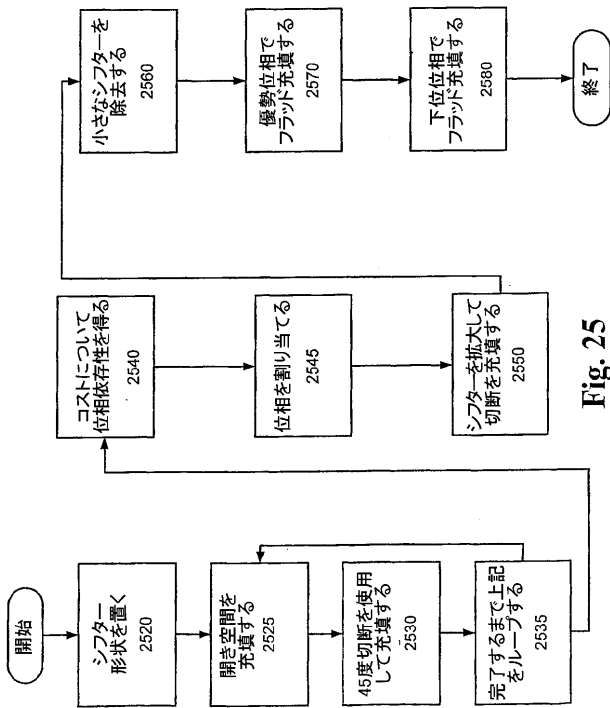 開始
シフター
形状を置く
2520
開き空間を
充填する
2525
45度切断を使用
して充填する
2530
完了するまで上記
をループする
2535
コストについて
位相依存性を得る
2540
位相を割り当てる
2545
シフターを拡大して
切断を充填する
2550
小さなシフターを
除去する
2560
優勢位相で
フラッド充填する
2570
下位位相で
フラッド充填する
2580
終了
Fig. 25